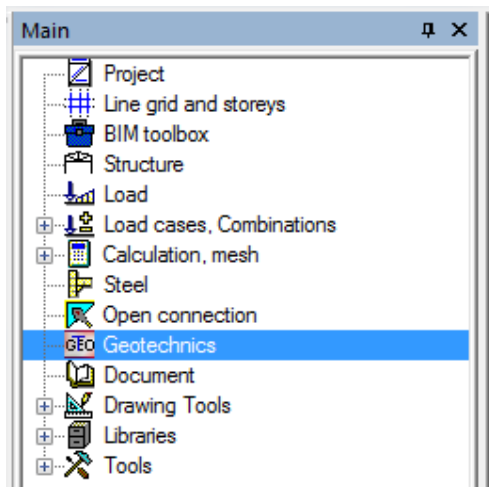 Main
Project
Line grid and storeys
BIM toolbox
Structure
Load
Load cases, Combinations
Calculation, mesh
Steel
Open connection
GEO Geotechnics
Document
Drawing Tools
Libraries
Tools